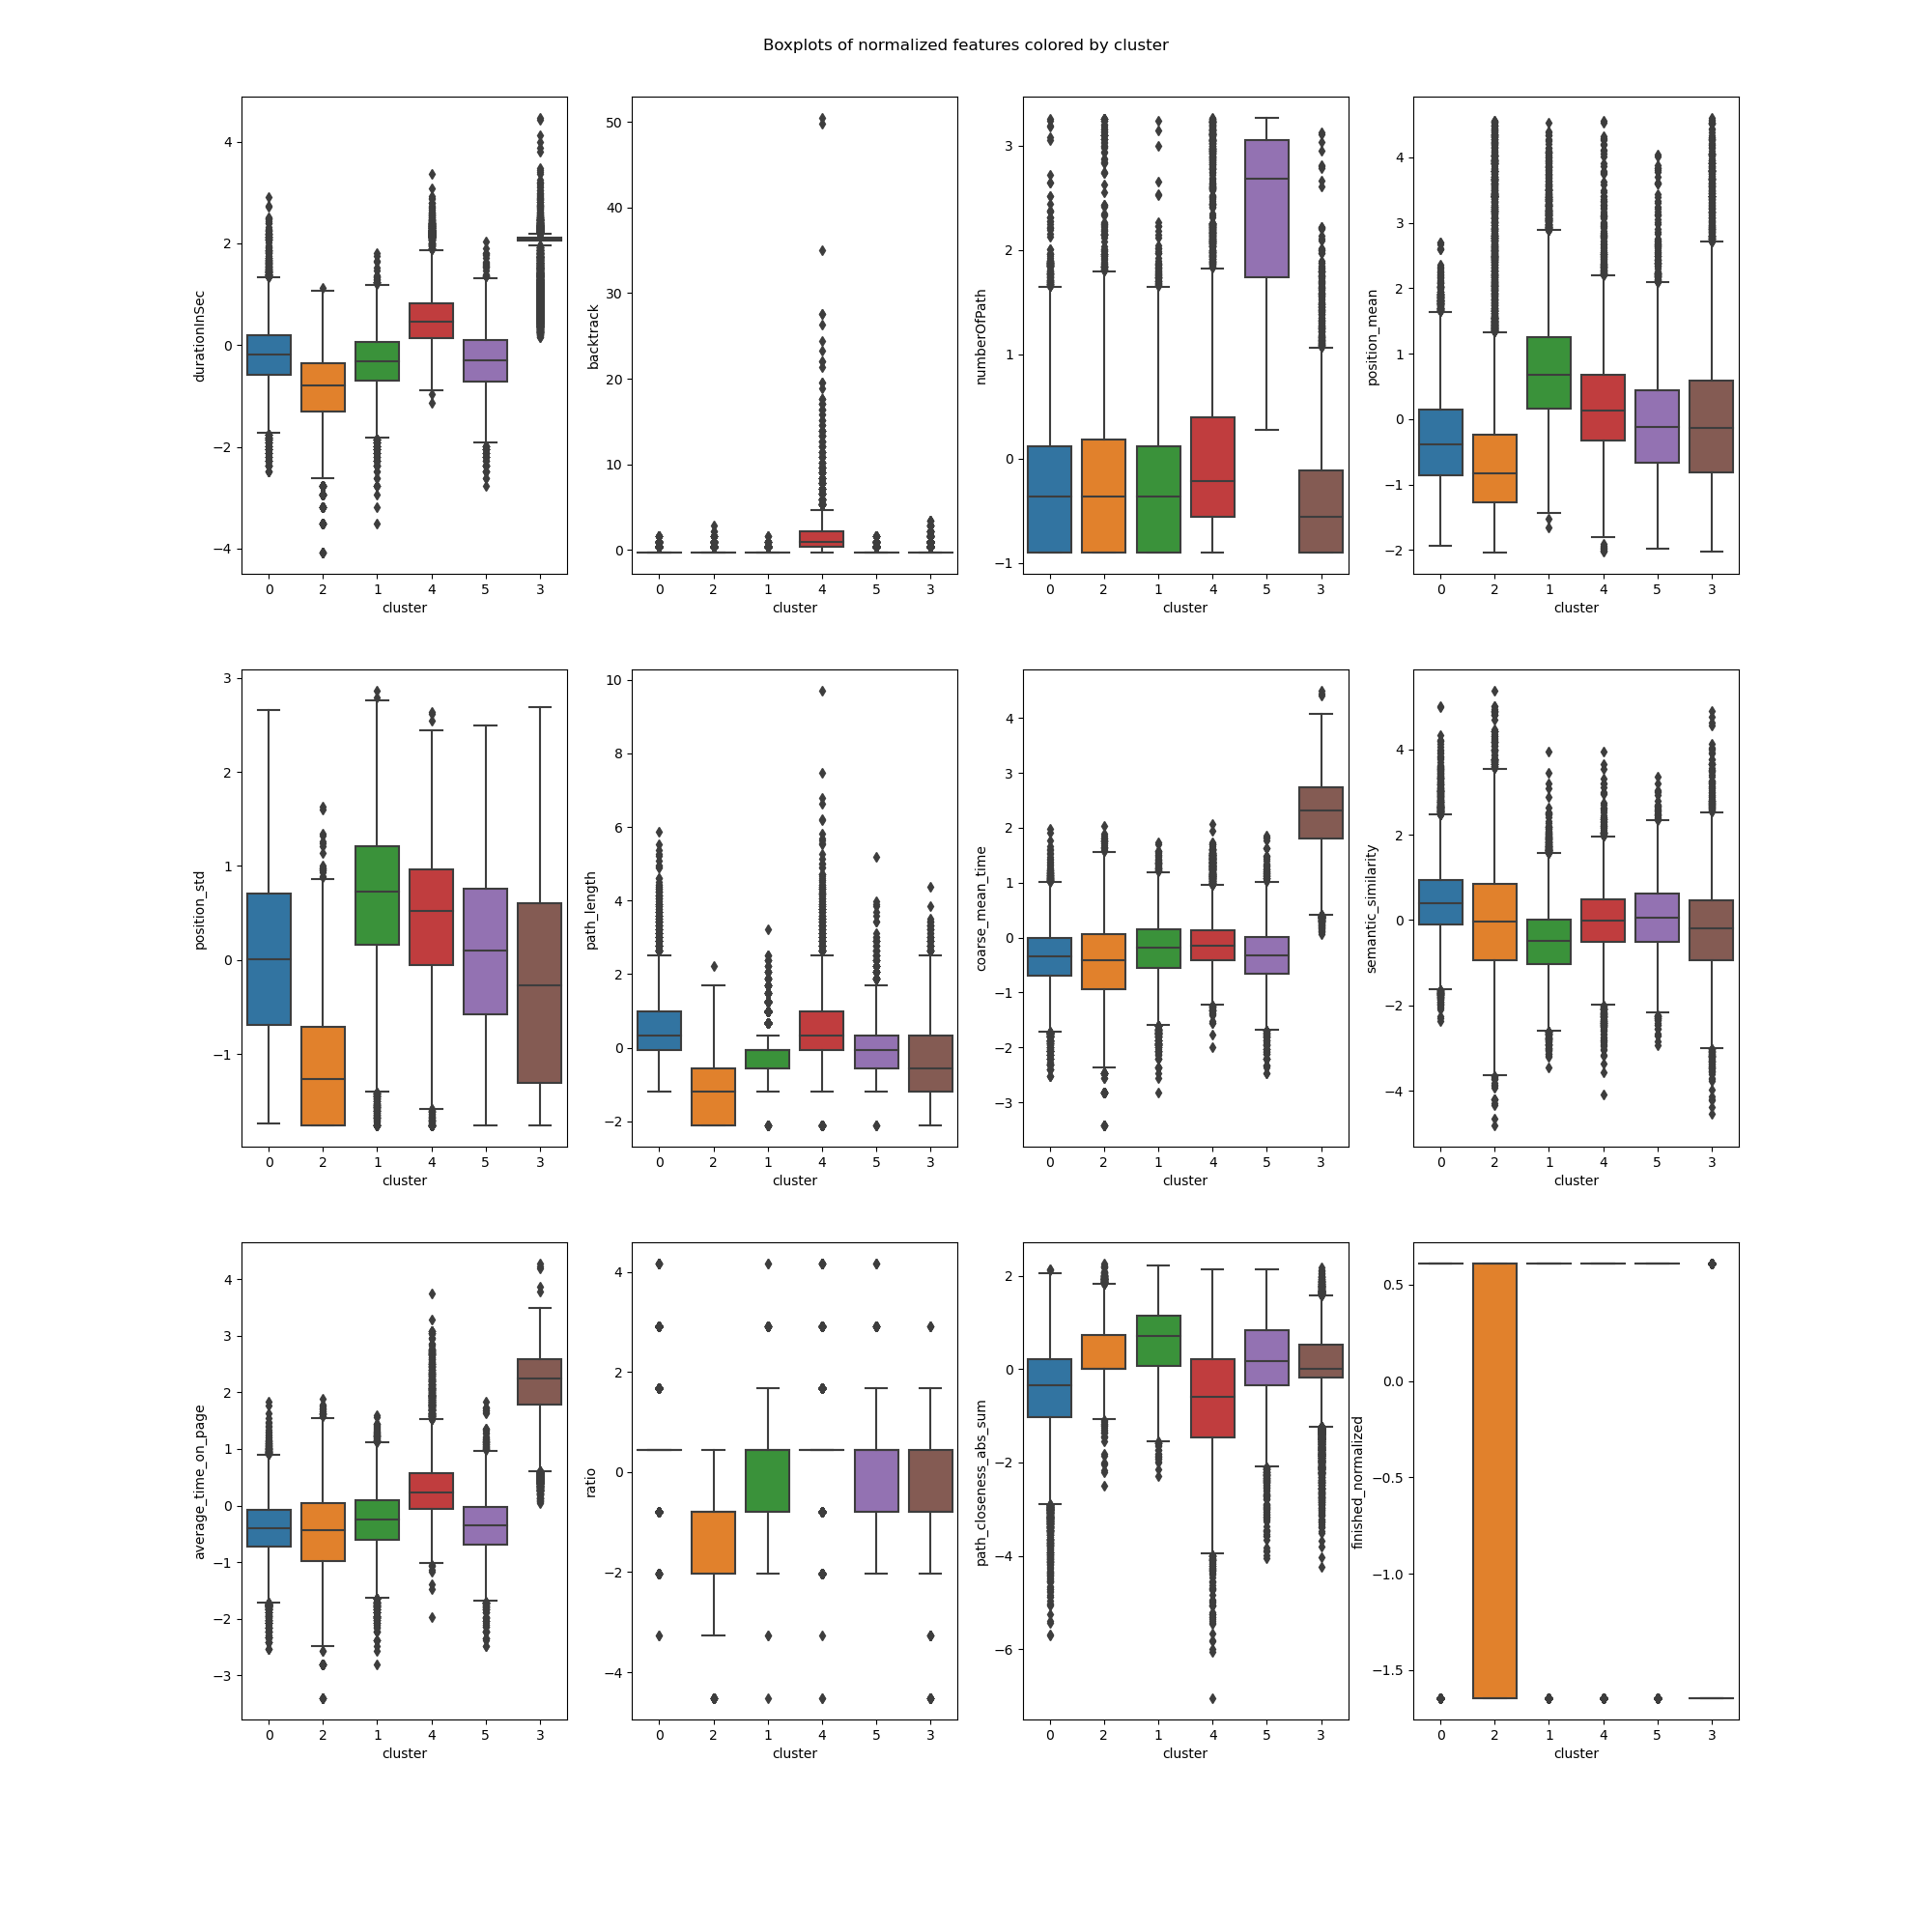 Boxplots of normalized features colored by cluster
durationInSec
4
2
0
−2
−4
0 2 1 4 5 3
cluster
backtrack
50
40
30
20
10
0
0 2 1 4 5 3
cluster
numberOfPath
3
2
1
0
−1
0 2 1 4 5 3
cluster
position_mean
4
3
2
1
0
−1
−2
0 2 1 4 5 3
cluster
position_std
3
2
1
0
−1
0 2 1 4 5 3
cluster
path_length
10
8
6
4
2
0
−2
0 2 1 4 5 3
cluster
coarse_mean_time
4
3
2
1
0
−1
−2
−3
0 2 1 4 5 3
cluster
semantic_similarity
4
2
0
−2
−4
0 2 1 4 5 3
cluster
average_time_on_page
4
3
2
1
0
−1
−2
−3
0 2 1 4 5 3
cluster
ratio
4
2
0
−2
−4
0 2 1 4 5 3
cluster
path_closeness_abs_sum
2
0
−2
−4
−6
0 2 1 4 5 3
cluster
finished_normalized
0.5
0.0
−0.5
−1.0
−1.5
0 2 1 4 5 3
cluster